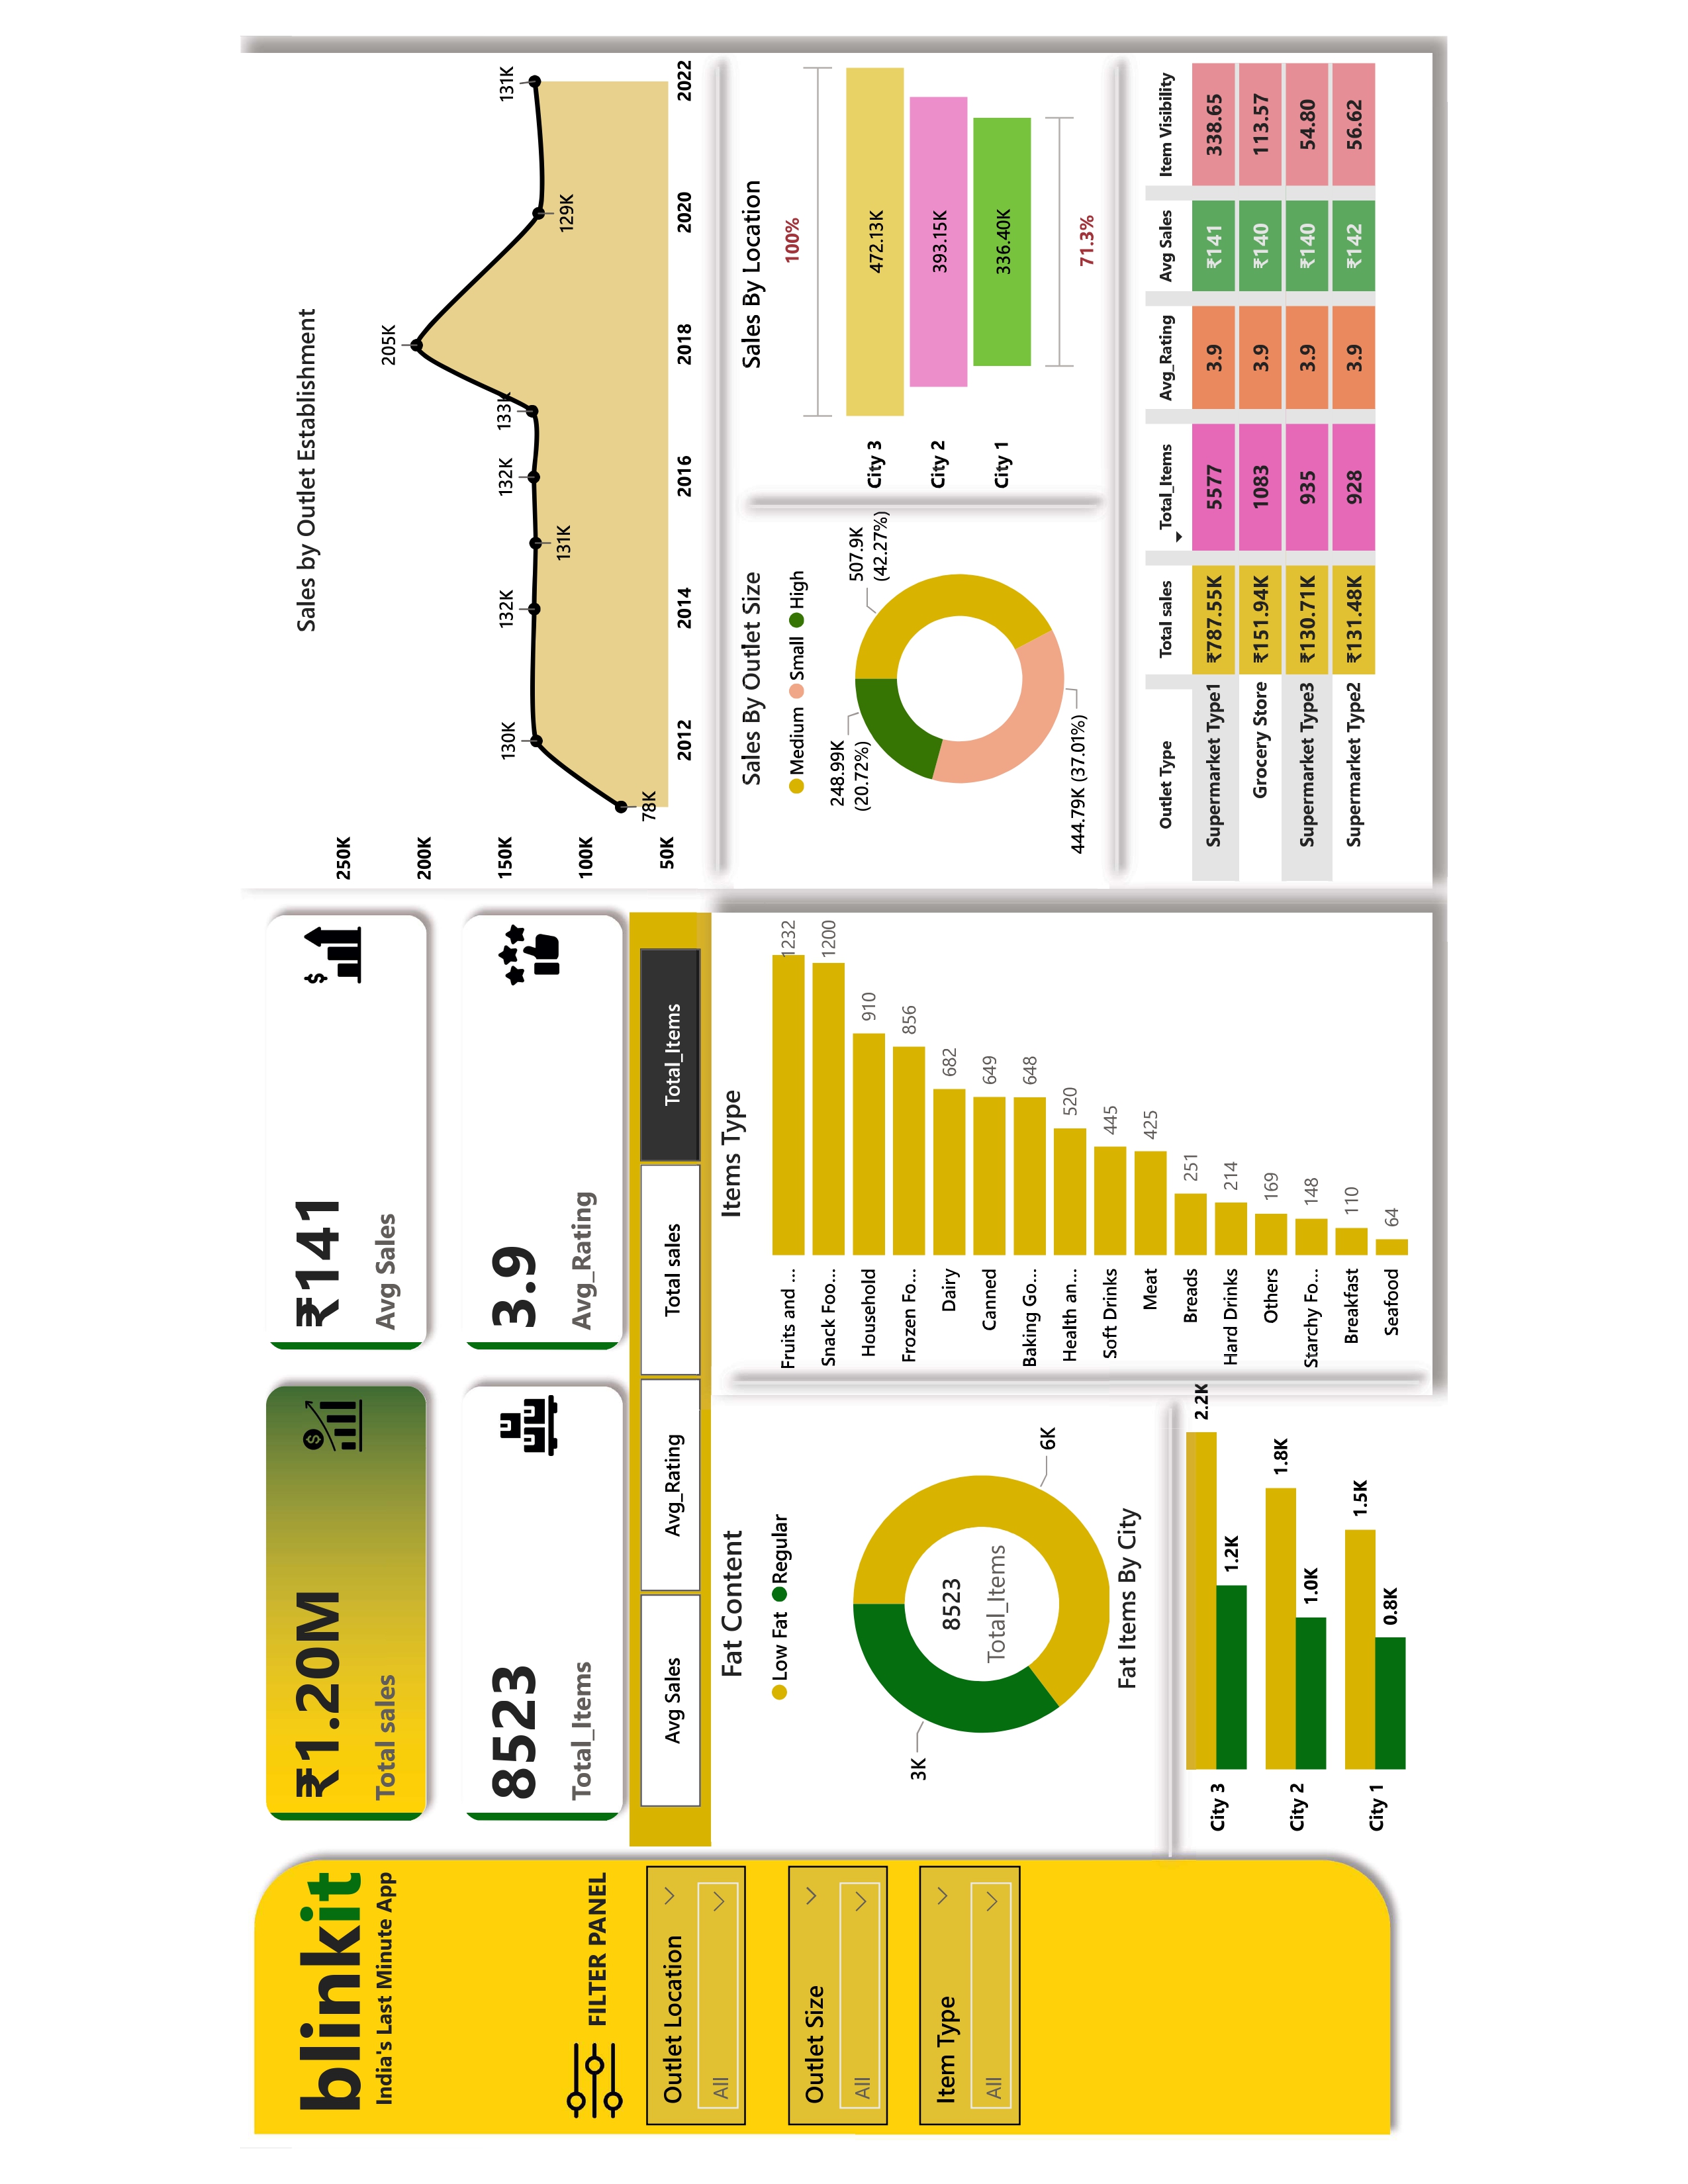 blinkit
India's Last Minute App
FILTER PANEL
Outlet Location
All
Outlet Size
All
Item Type
All
₹1.20M
Total sales
₹141
Avg Sales
8523
Total_Items
3.9
Avg_Rating
Avg Sales
Avg_Rating
Total sales
Total_Items
Fat Content
Low Fat
Regular
3K
8523
Total_Items
6K
Fat Items By City
City 3
2.2K
1.2K
City 2
1.8K
1.0K
City 1
1.5K
0.8K
Items Type
Fruits and ... 1232
Snack Foo... 1200
Household 910
Frozen Fo... 856
Dairy 682
Canned 649
Baking Go... 648
Health an... 520
Soft Drinks 445
Meat 425
Breads 251
Hard Drinks 214
Others 169
Starchy Fo... 148
Breakfast 110
Seafood 64
Sales by Outlet Establishment
250K
200K
150K
100K
50K
78K
130K
132K
131K
132K
133K
205K
129K
131K
2012 2014 2016 2018 2020 2022
Sales By Outlet Size
Medium Small High
248.99K
(20.72%)
507.9K
(42.27%)
444.79K (37.01%)
Sales By Location
100%
City 3 472.13K
City 2 393.15K
City 1 336.40K
71.3%
Outlet Type Total sales Total_Items Avg_Rating Avg Sales Item Visibility
Supermarket Type1 ₹787.55K 5577 3.9 ₹141 338.65
Grocery Store ₹151.94K 1083 3.9 ₹140 113.57
Supermarket Type3 ₹130.71K 935 3.9 ₹140 54.80
Supermarket Type2 ₹131.48K 928 3.9 ₹142 56.62